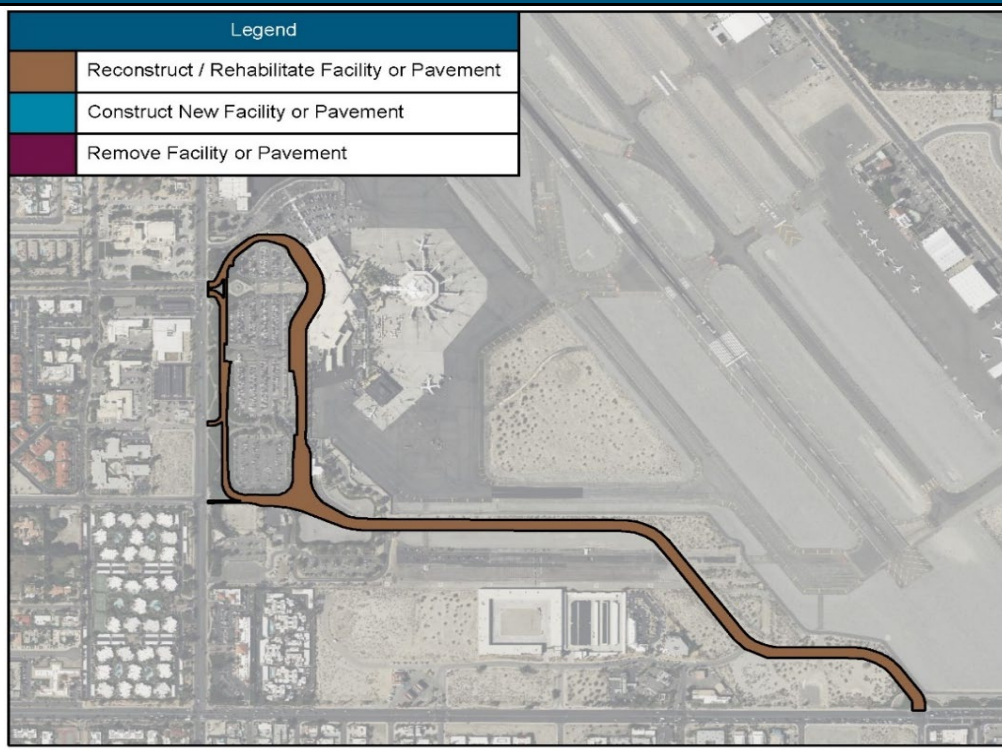 Legend
Reconstruct / Rehabilitate Facility or Pavement
Construct New Facility or Pavement
Remove Facility or Pavement